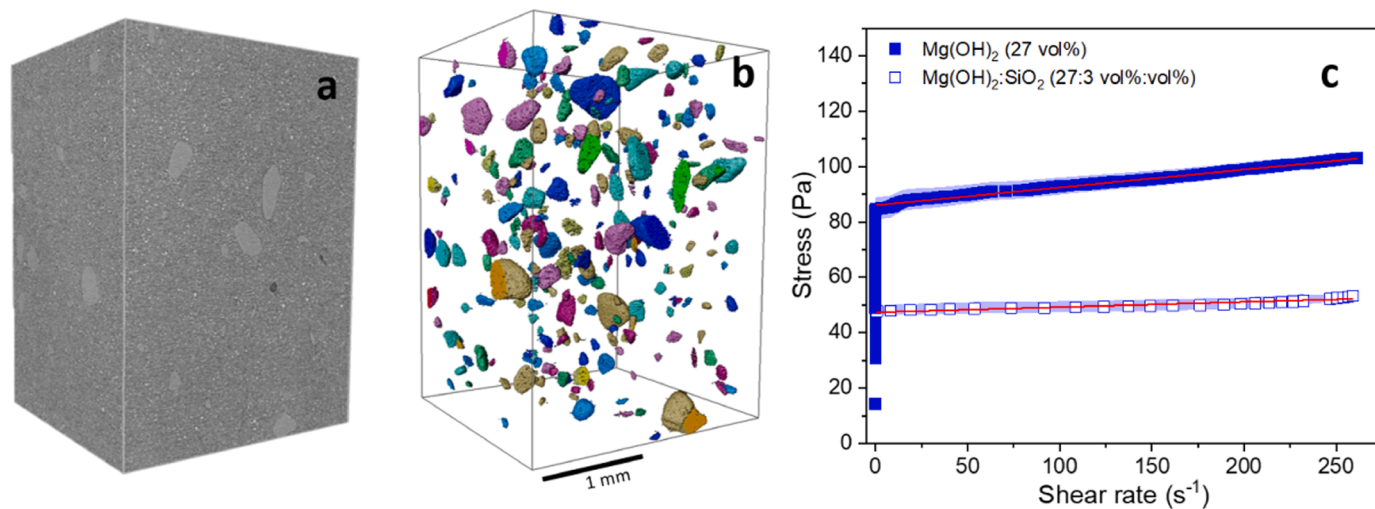 a
b
1 mm
c
Mg(OH)₂ (27 vol%)
Mg(OH)₂:SiO₂ (27:3 vol%:vol%)
Stress (Pa)
140
120
100
80
60
40
20
0
0 50 100 150 200 250
Shear rate (s⁻¹)